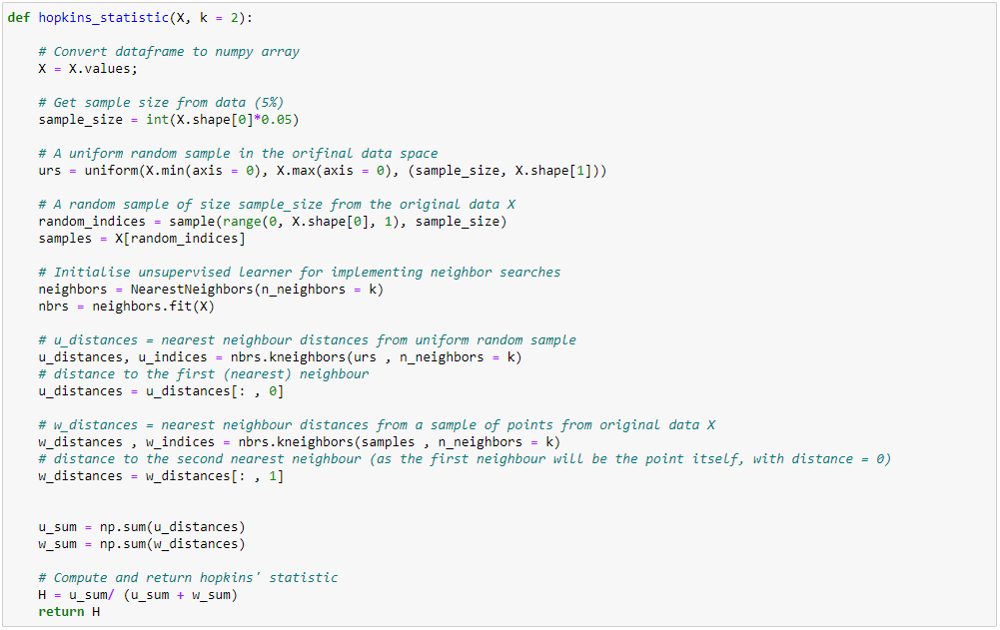 def hopkins_statistic(X, k = 2):
# Convert dataframe to numpy array
X = X.values;
# Get sample size from data (5%)
sample_size = int(X.shape[0]*0.05)
# A uniform random sample in the orifinal data space
urs = uniform(X.min(axis = 0), X.max(axis = 0), (sample_size, X.shape[1]))
# A random sample of size sample_size from the original data X
random_indices = sample(range(0, X.shape[0], 1), sample_size)
samples = X[random_indices]
# Initialise unsupervised learner for implementing neighbor searches
neighbors = NearestNeighbors(n_neighbors = k)
nbrs = neighbors.fit(X)
# u_distances = nearest neighbour distances from uniform random sample
u_distances, u_indices = nbrs.kneighbors(urs , n_neighbors = k)
# distance to the first (nearest) neighbour
u_distances = u_distances[: , 0]
# w_distances = nearest neighbour distances from a sample of points from original data X
w_distances , w_indices = nbrs.kneighbors(samples , n_neighbors = k)
# distance to the second nearest neighbour (as the first neighbour will be the point itself, with distance = 0)
w_distances = w_distances[: , 1]
u_sum = np.sum(u_distances)
w_sum = np.sum(w_distances)
# Compute and return hopkins' statistic
H = u_sum/ (u_sum + w_sum)
return H